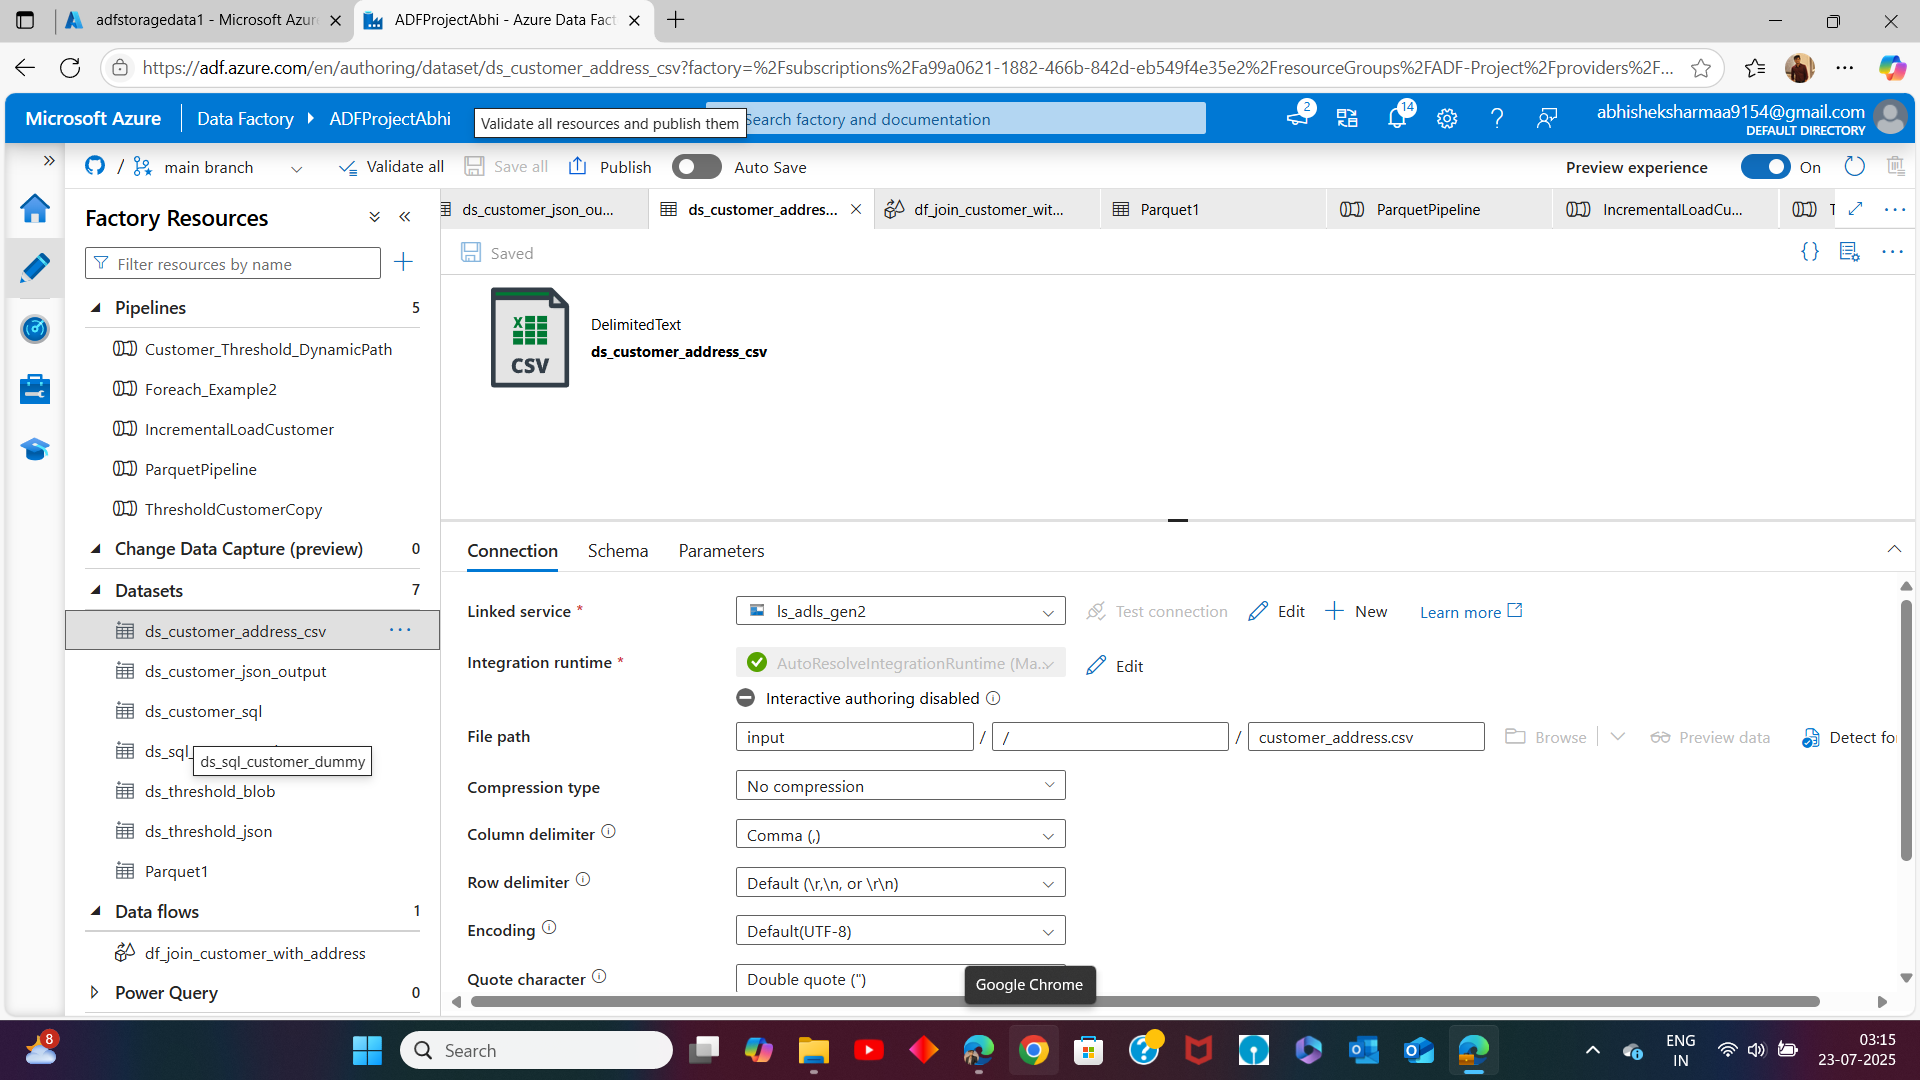 adfstoragedata1 - Microsoft Azur
ADFProjectAbhi - Azure Data Fact
https://adf.azure.com/en/authoring/dataset/ds_customer_address_csv?factory=%2Fsubscriptions%2Fa99a0621-1882-466b-842d-eb549f4e35e2%2FresourceGroups%2FADF-Project%2Fproviders%2F...
Microsoft Azure
Data Factory
ADFProjectAbhi
Validate all resources and publish them
Search factory and documentation
2
14
abhisheksharmaa9154@gmail.com
DEFAULT DIRECTORY
/
main branch
Validate all
Save all
Publish
Auto Save
Preview experience
On
Factory Resources
ds_customer_json_ou...
ds_customer_addres...
df_join_customer_wit...
Parquet1
ParquetPipeline
IncrementalLoadCu...
Filter resources by name
Saved
Pipelines 5
Customer_Threshold_DynamicPath
Foreach_Example2
IncrementalLoadCustomer
ParquetPipeline
ThresholdCustomerCopy
Change Data Capture (preview) 0
Datasets 7
ds_customer_address_csv
ds_customer_json_output
ds_customer_sql
ds_sql_
ds_sql_customer_dummy
ds_threshold_blob
ds_threshold_json
Parquet1
Data flows 1
df_join_customer_with_address
Power Query 0
X
CSV
DelimitedText
ds_customer_address_csv
Connection
Schema
Parameters
Linked service *
ls_adls_gen2
Test connection
Edit
New
Learn more
Integration runtime *
AutoResolveIntegrationRuntime (Ma...
Edit
Interactive authoring disabled
File path
input
/
/
/
customer_address.csv
Browse
Preview data
Detect fo
Compression type
No compression
Column delimiter
Comma (,)
Row delimiter
Default (\r,\n, or \r\n)
Encoding
Default(UTF-8)
Quote character
Double quote (")
Google Chrome
8
Search
ENG
IN
03:15
23-07-2025